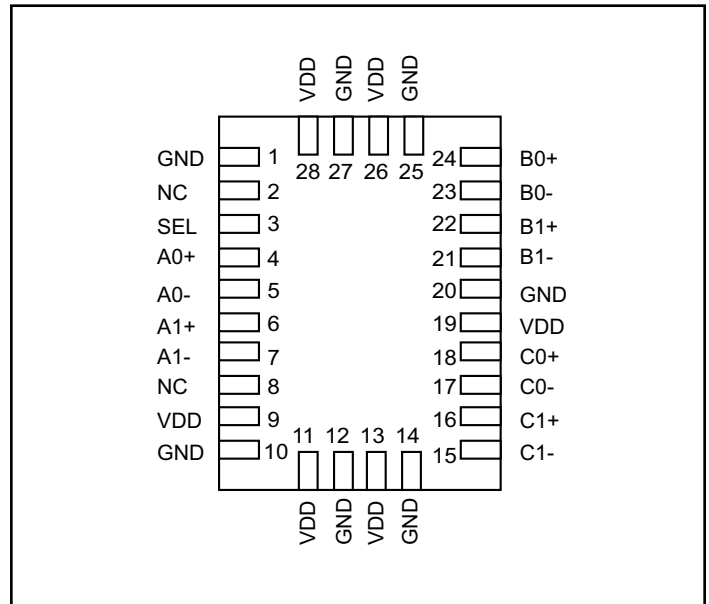 VDD GND VDD GND
28 27 26 25
GND 1 24 B0+
NC 2 23 B0-
SEL 3 22 B1+
A0+ 4 21 B1-
A0- 5 20 GND
A1+ 6 19 VDD
A1- 7 18 C0+
NC 8 17 C0-
VDD 9 16 C1+
GND 10 15 C1-
11 12 13 14
VDD GND VDD GND